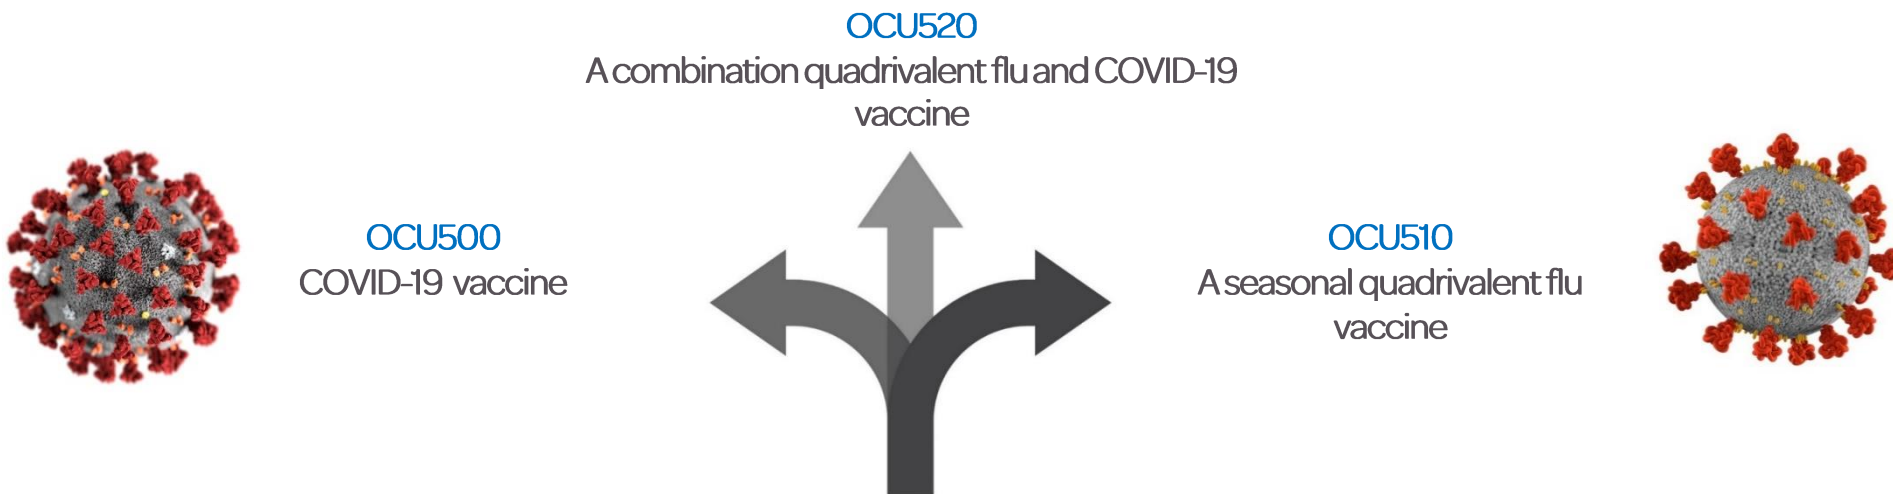 OCU520
A combination quadrivalent flu and COVID-19
vaccine
OCU500
COVID-19 vaccine
OCU510
A seasonal quadrivalent flu
vaccine